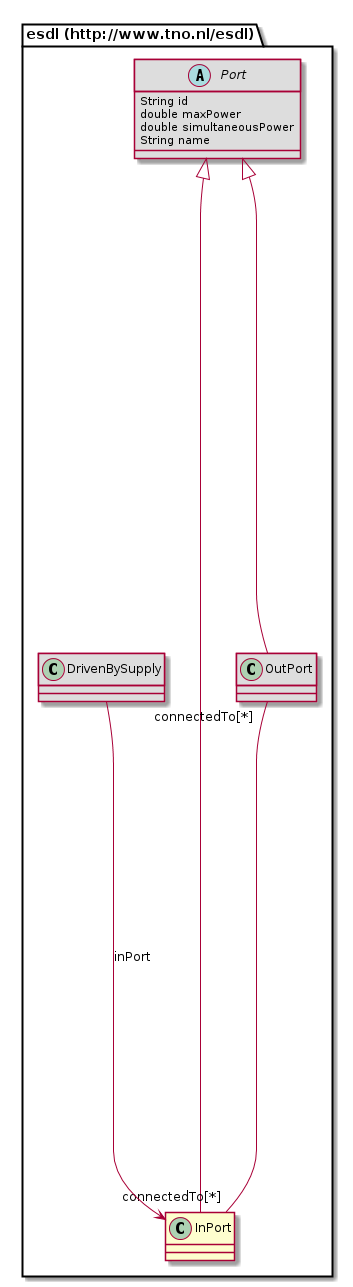 esdl (http://www.tno.nl/esdl)
A Port
String id
double maxPower
double simultaneousPower
String name
C DrivenBySupply
C OutPort
connectedTo[*]
inPort
connectedTo[*]
C InPort